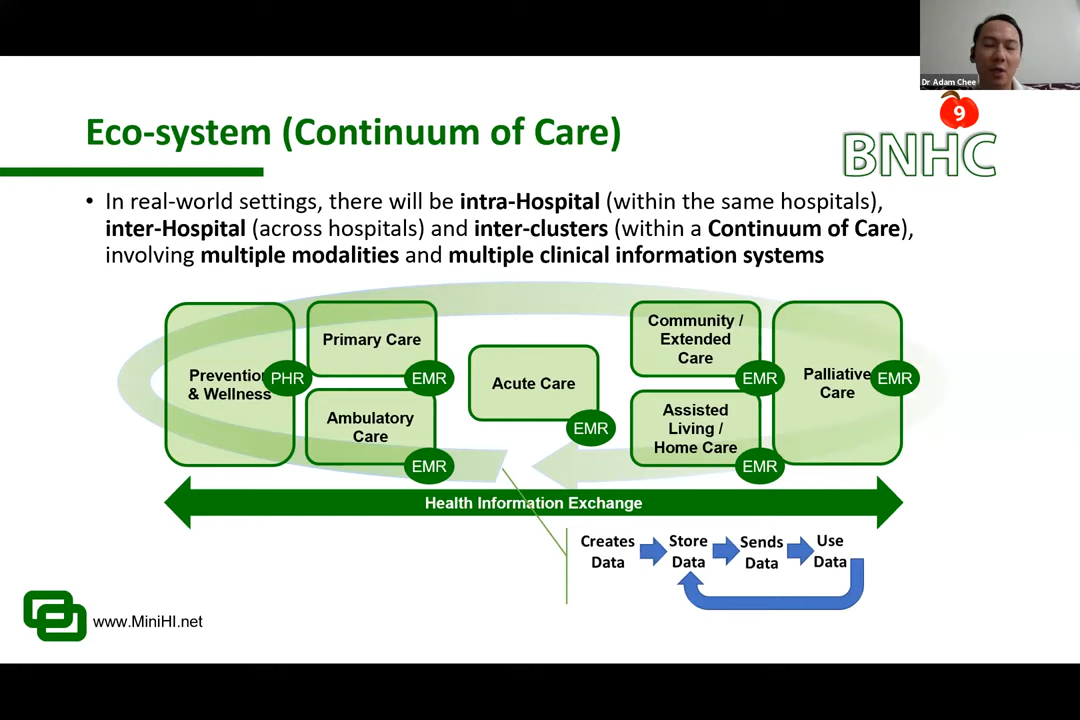 Dr Adam Chee
9
BNHC
Eco-system (Continuum of Care)
• In real-world settings, there will be intra-Hospital (within the same hospitals),
inter-Hospital (across hospitals) and inter-clusters (within a Continuum of Care),
involving multiple modalities and multiple clinical information systems
Prevention
& Wellness
PHR
Primary Care
EMR
Ambulatory
Care
EMR
Acute Care
EMR
Community /
Extended
Care
EMR
Assisted
Living /
Home Care
EMR
Palliative
Care
EMR
Health Information Exchange
Creates
Data
Store
Data
Sends
Data
Use
Data
www.MiniHI.net